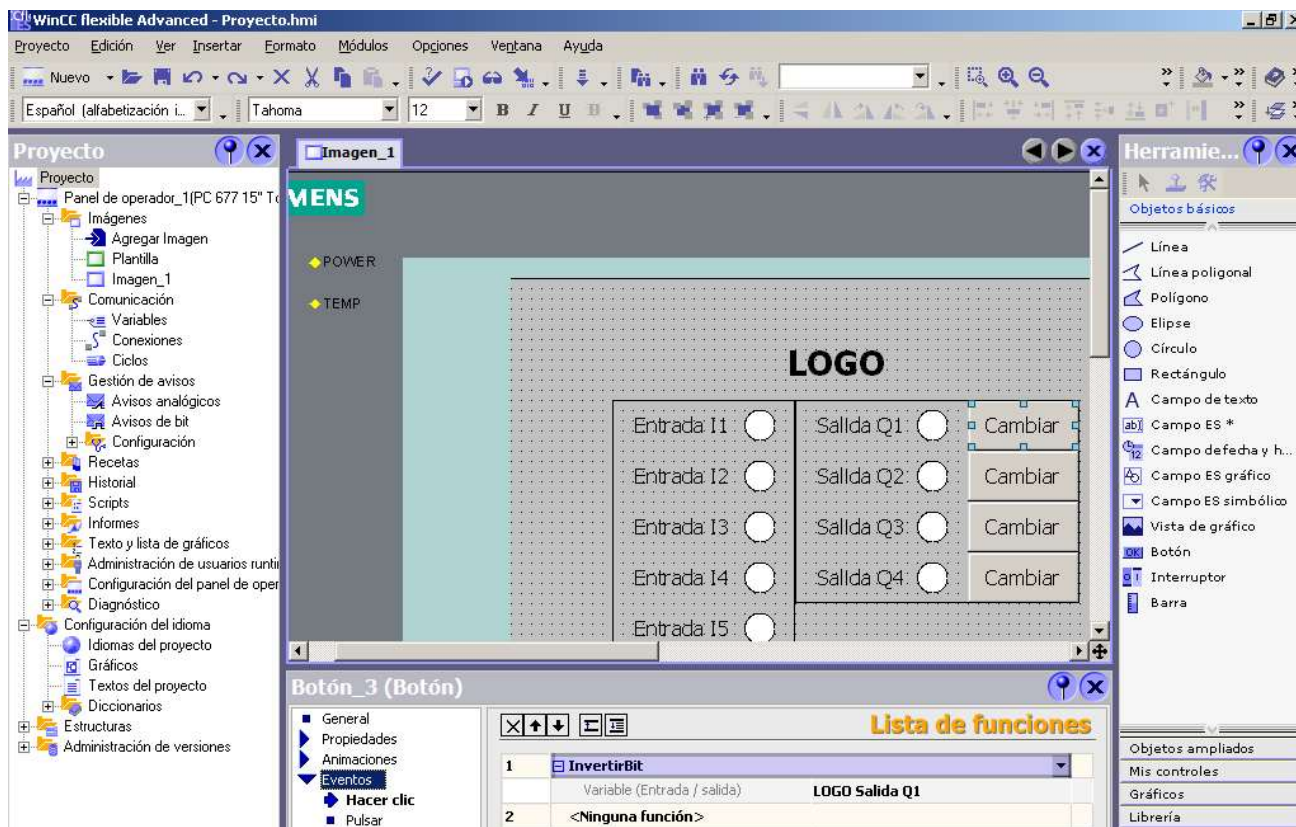 WinCC flexible Advanced - Proyecto.hmi
Proyecto Edición Ver Insertar Formato Módulos Opciones Ventana Ayuda
Nuevo
Español (alfabetización i... Tahoma 12 B I U B
Proyecto
Proyecto
Panel de operador_1(PC 677 15" To
Imágenes
Agregar Imagen
Plantilla
Imagen_1
Comunicación
Variables
Conexiones
Ciclos
Gestión de avisos
Avisos analógicos
Avisos de bit
Configuración
Recetas
Historial
Scripts
Informes
Texto y lista de gráficos
Administración de usuarios runti
Configuración del panel de oper
Diagnóstico
Configuración del idioma
Idiomas del proyecto
Gráficos
Textos del proyecto
Diccionarios
Estructuras
Administración de versiones
Imagen_1
MENS
POWER
TEMP
LOGO
Entrada I1 Salida Q1 Cambiar
Entrada I2 Salida Q2 Cambiar
Entrada I3 Salida Q3 Cambiar
Entrada I4 Salida Q4 Cambiar
Entrada I5
Botón_3 (Botón)
General
Propiedades
Animaciones
Eventos
Hacer clic
Pulsar
Lista de funciones
1 InvertirBit
Variable (Entrada / salida) LOGO Salida Q1
2 <Ninguna función>
Herramie...
Objetos básicos
Línea
Línea poligonal
Polígono
Elipse
Círculo
Rectángulo
A Campo de texto
ab Campo ES *
12 Campo de fecha y h...
Campo ES gráfico
Campo ES simbólico
Vista de gráfico
OK Botón
Interruptor
Barra
Objetos ampliados
Mis controles
Gráficos
Librería